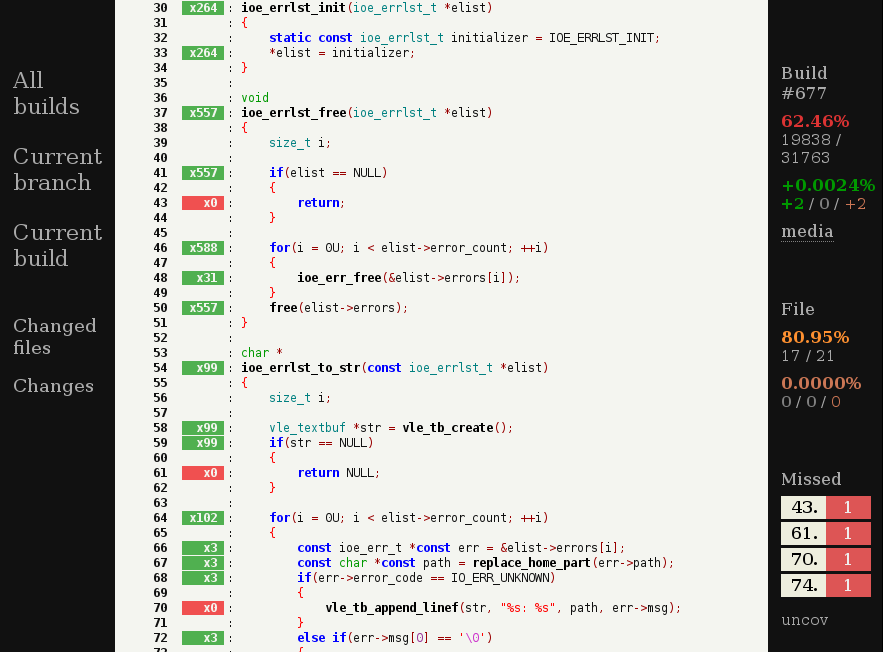 All
builds
Current
branch
Current
build
Changed
files
Changes
30 x264 : ioe_errlst_init(ioe_errlst_t *elist)
31 : {
32 : static const ioe_errlst_t initializer = IOE_ERRLST_INIT;
33 x264 : *elist = initializer;
34 : }
35 :
36 : void
37 x557 : ioe_errlst_free(ioe_errlst_t *elist)
38 : {
39 : size_t i;
40 :
41 x557 : if(elist == NULL)
42 : {
43 x0 : return;
44 : }
45 :
46 x588 : for(i = 0U; i < elist->error_count; ++i)
47 : {
48 x31 : ioe_err_free(&elist->errors[i]);
49 : }
50 x557 : free(elist->errors);
51 : }
52 :
53 : char *
54 x99 : ioe_errlst_to_str(const ioe_errlst_t *elist)
55 : {
56 : size_t i;
57 :
58 x99 : vle_textbuf *str = vle_tb_create();
59 x99 : if(str == NULL)
60 : {
61 x0 : return NULL;
62 : }
63 :
64 x102 : for(i = 0U; i < elist->error_count; ++i)
65 : {
66 x3 : const ioe_err_t *const err = &elist->errors[i];
67 x3 : const char *const path = replace_home_part(err->path);
68 x3 : if(err->error_code == IO_ERR_UNKNOWN)
69 : {
70 x0 : vle_tb_append_linef(str, "%s: %s", path, err->msg);
71 : }
72 x3 : else if(err->msg[0] == '\0')
Build
#677
62.46%
19838 /
31763
+0.0024%
+2 / 0 / +2
media
File
80.95%
17 / 21
0.0000%
0 / 0 / 0
Missed
43. 1
61. 1
70. 1
74. 1
uncov